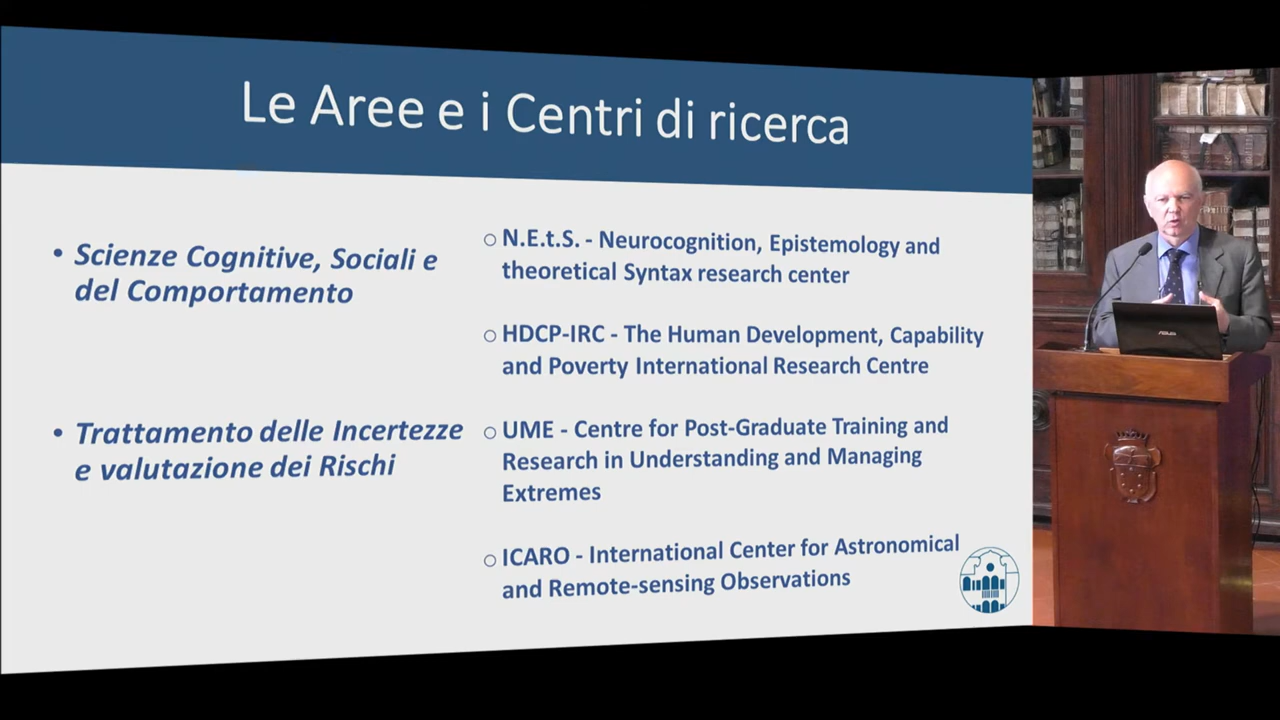 Le Aree e i Centri di ricerca
• Scienze Cognitive, Sociali e
del Comportamento
• Trattamento delle Incertezze
e valutazione dei Rischi
○ N.E.t.S. - Neurocognition, Epistemology and
theoretical Syntax research center
○ HDCP-IRC - The Human Development, Capability
and Poverty International Research Centre
○ UME - Centre for Post-Graduate Training and
Research in Understanding and Managing
Extremes
○ ICARO - International Center for Astronomical
and Remote-sensing Observations
ASUS